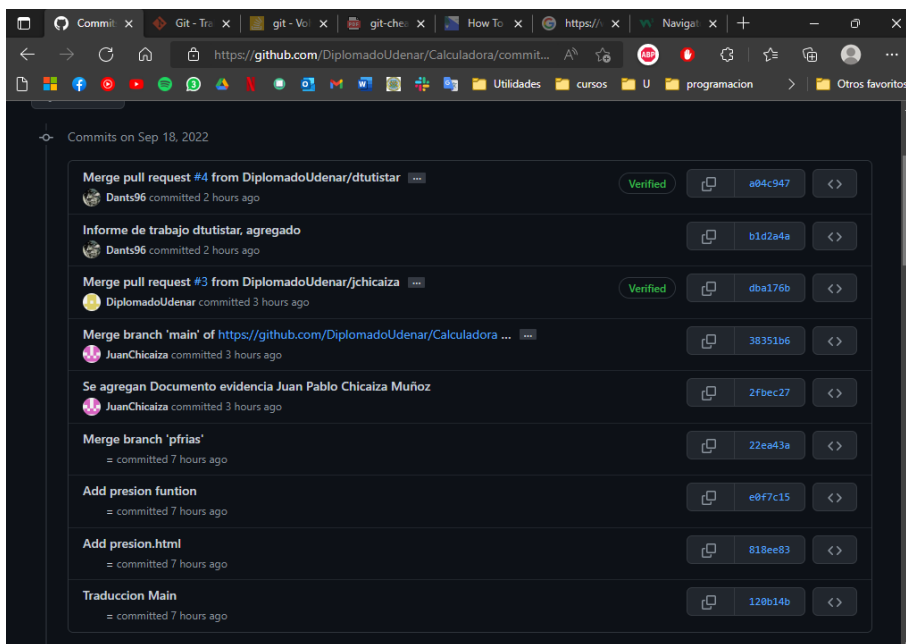 Commit
Git - Tra
git - Vol
git-chea
How To
https://
Navigat
https://github.com/DiplomadoUdenar/Calculadora/commit...
ABP
Utilidades
cursos
U
programacion
Otros favoritos
Commits on Sep 18, 2022
Merge pull request #4 from DiplomadoUdenar/dtutistar ...
Verified
a04c947
Dants96 committed 2 hours ago
Informe de trabajo dtutistar, agregado
b1d2a4a
Dants96 committed 2 hours ago
Merge pull request #3 from DiplomadoUdenar/jchicaiza ...
Verified
dba176b
DiplomadoUdenar committed 3 hours ago
Merge branch 'main' of https://github.com/DiplomadoUdenar/Calculadora ... ...
38351b6
JuanChicaiza committed 3 hours ago
Se agregan Documento evidencia Juan Pablo Chicaiza Muñoz
2fbec27
JuanChicaiza committed 3 hours ago
Merge branch 'pfrias'
22ea43a
= committed 7 hours ago
Add presion funtion
e0f7c15
= committed 7 hours ago
Add presion.html
818ee83
= committed 7 hours ago
Traduccion Main
120b14b
= committed 7 hours ago